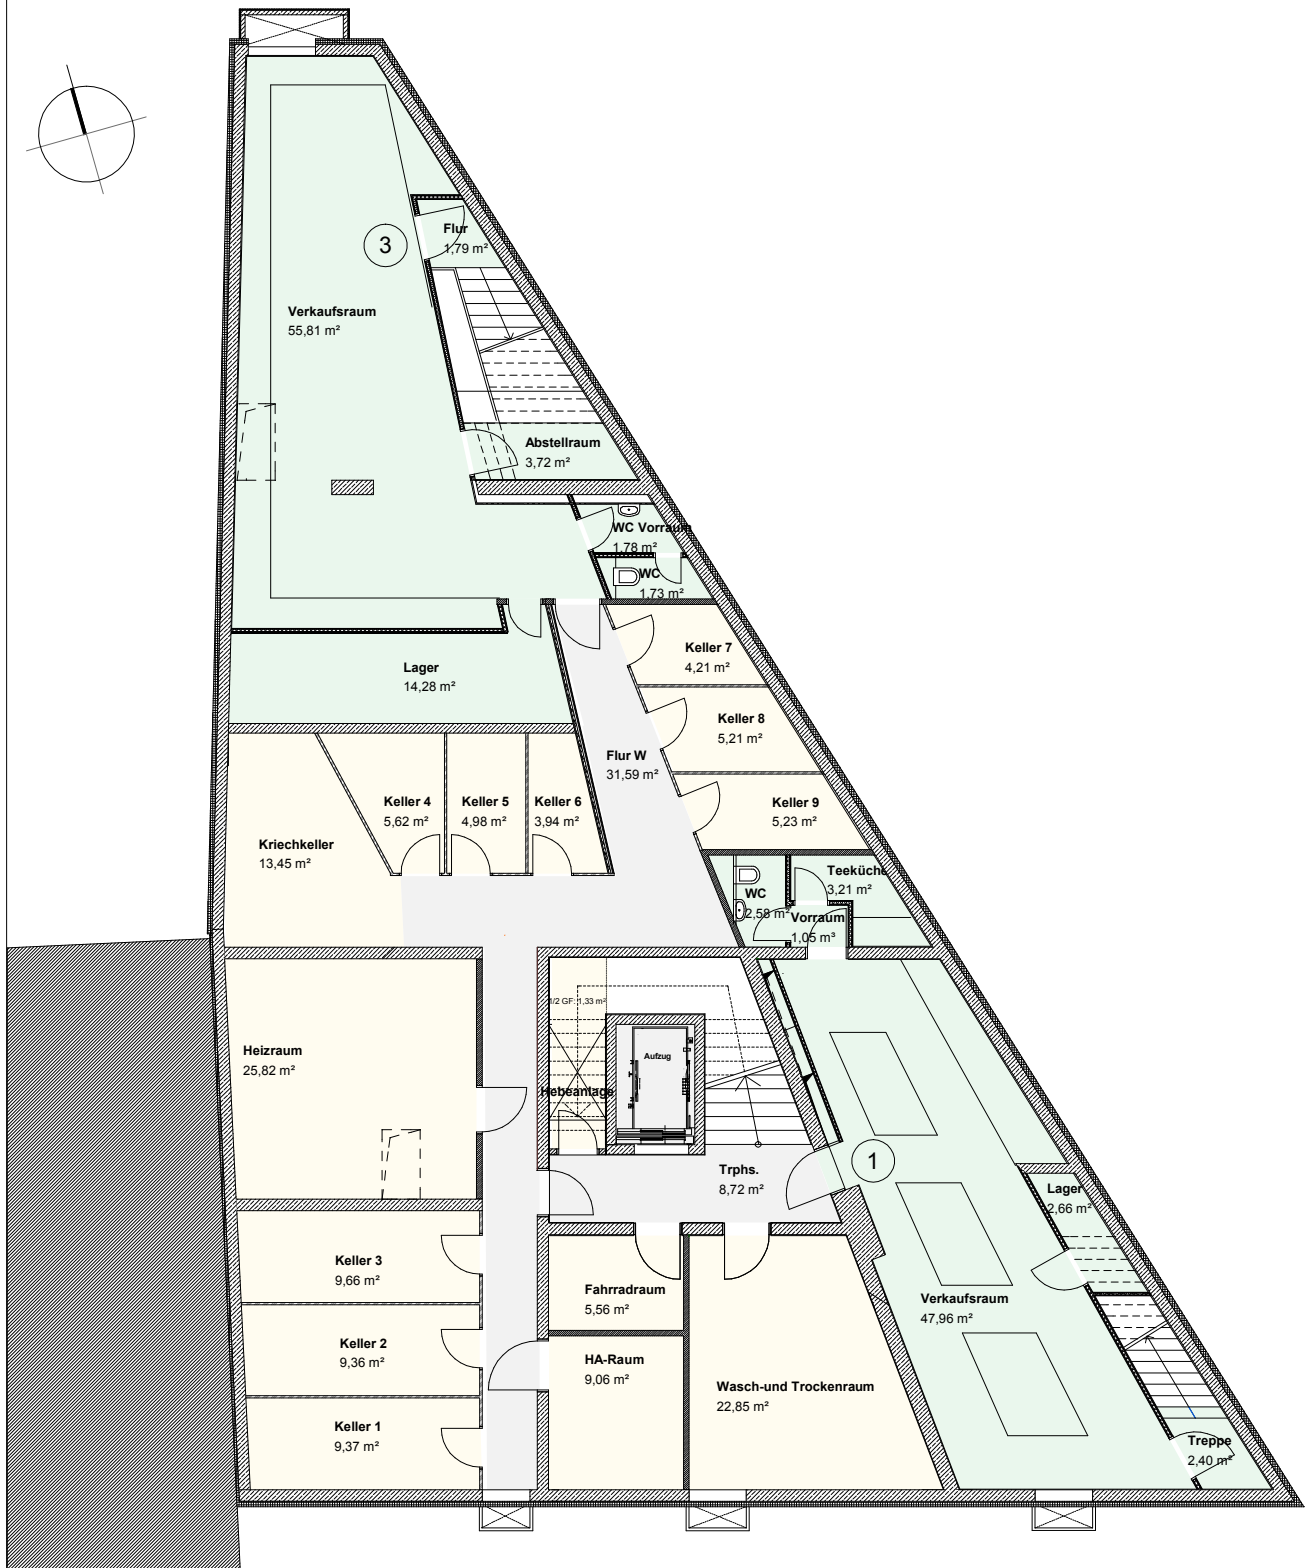 Flur
1,79 m²
3
Verkaufsraum
55,81 m²
Abstellraum
3,72 m²
WC Vorraum
1,78 m²
WC
1,73 m²
Keller 7
4,21 m²
Lager
14,28 m²
Keller 8
5,21 m²
Flur W
31,59 m²
Keller 4
5,62 m²
Keller 5
4,98 m²
Keller 6
3,94 m²
Keller 9
5,23 m²
Kriechkeller
13,45 m²
Teeküche
3,21 m²
WC
2,58 m²
Vorraum
1,05 m³
1/2 GF: 1,33 m²
Heizraum
25,82 m²
Aufzug
Hebeanlage
Trphs.
8,72 m²
1
Lager
2,66 m²
Keller 3
9,66 m²
Fahrradraum
5,56 m²
Verkaufsraum
47,96 m²
Keller 2
9,36 m²
HA-Raum
9,06 m²
Wasch-und Trockenraum
22,85 m²
Keller 1
9,37 m²
Treppe
2,40 m²